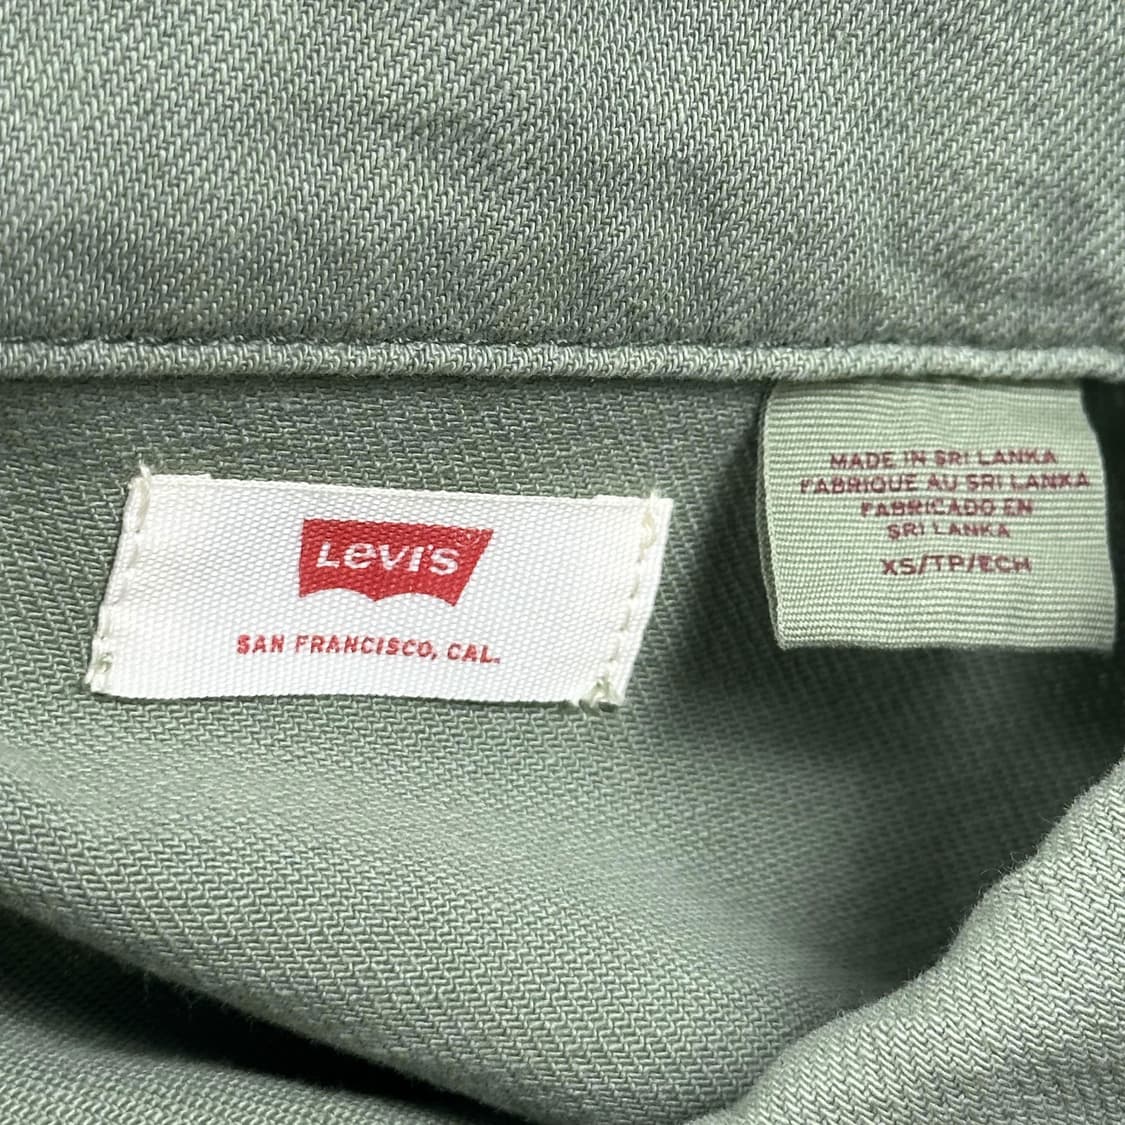 LEVI'S
SAN FRANCISCO, CAL.
MADE IN SRI LANKA
FABRIQUE AU SRI LANKA
FABRICADO EN
SRI LANKA
XS/TP/ECH